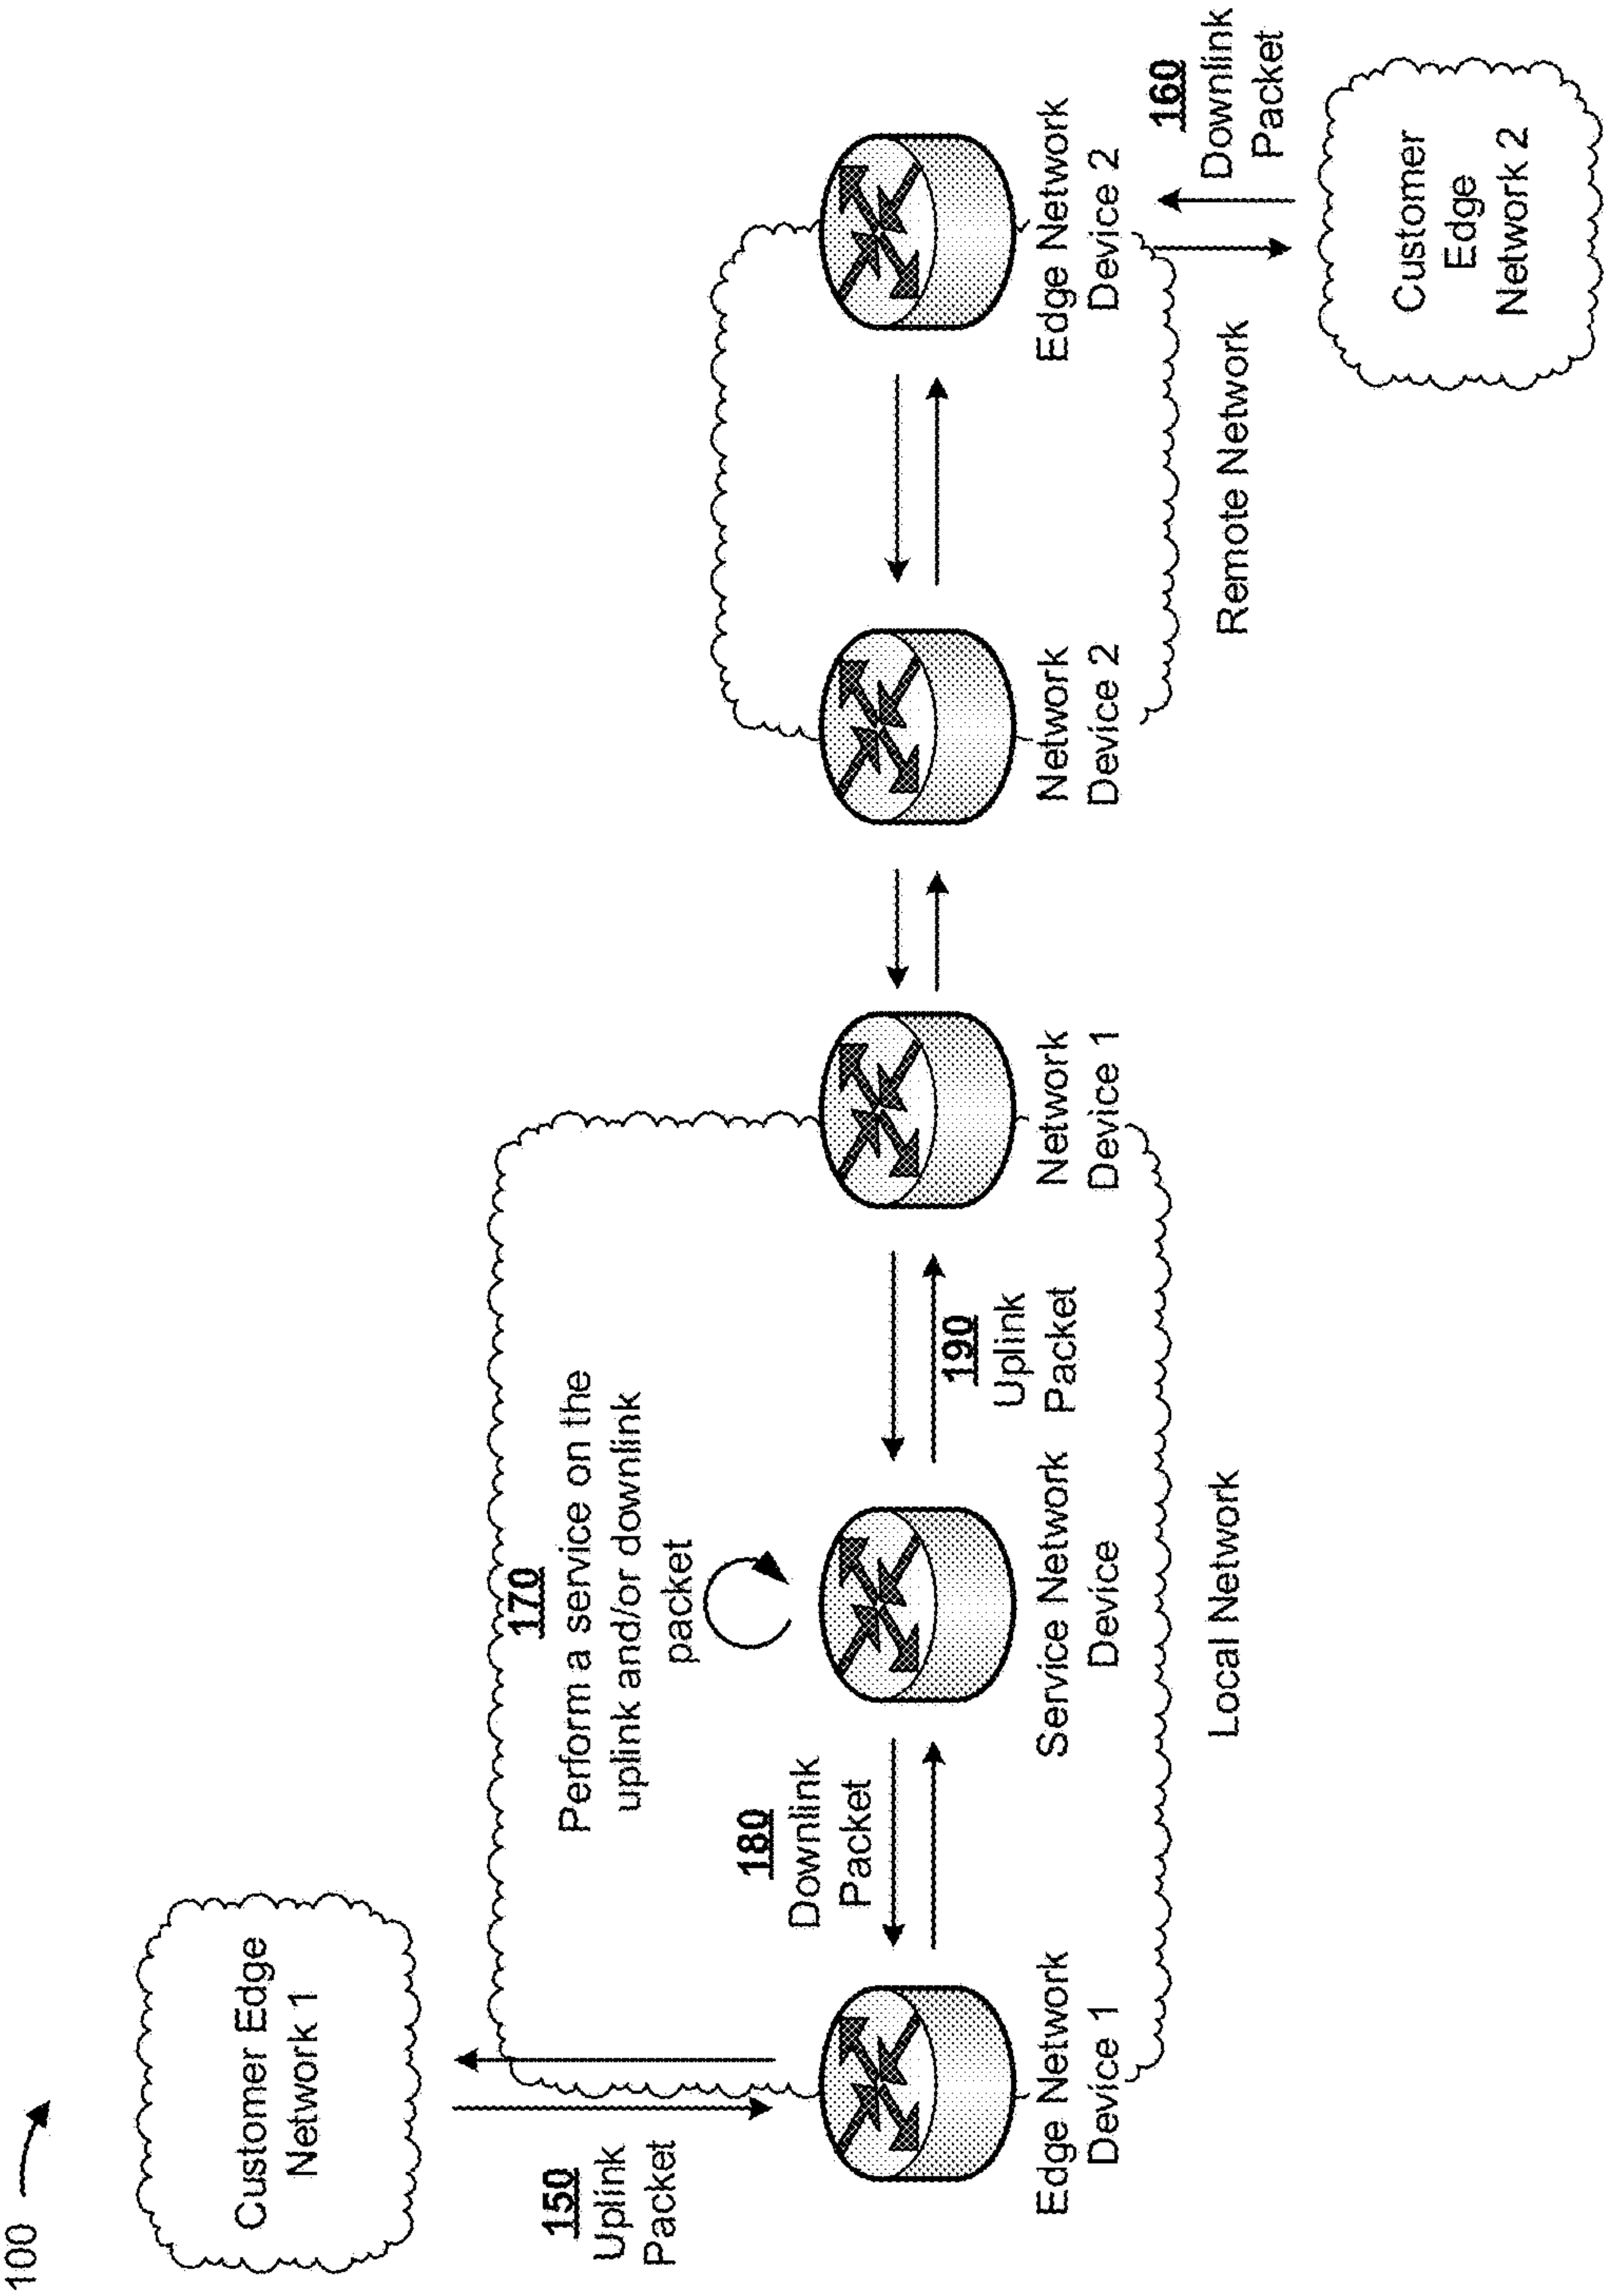 100
Customer Edge
Network 1
150
Uplink
Packet
170
Perform a service on the
uplink and/or downlink
packet
180
Downlink
Packet
190
Uplink
Packet
Edge Network
Device 1
Service Network
Device
Network
Device 1
Network
Device 2
Edge Network
Device 2
Local Network
Remote Network
160
Downlink
Packet
Customer
Edge
Network 2